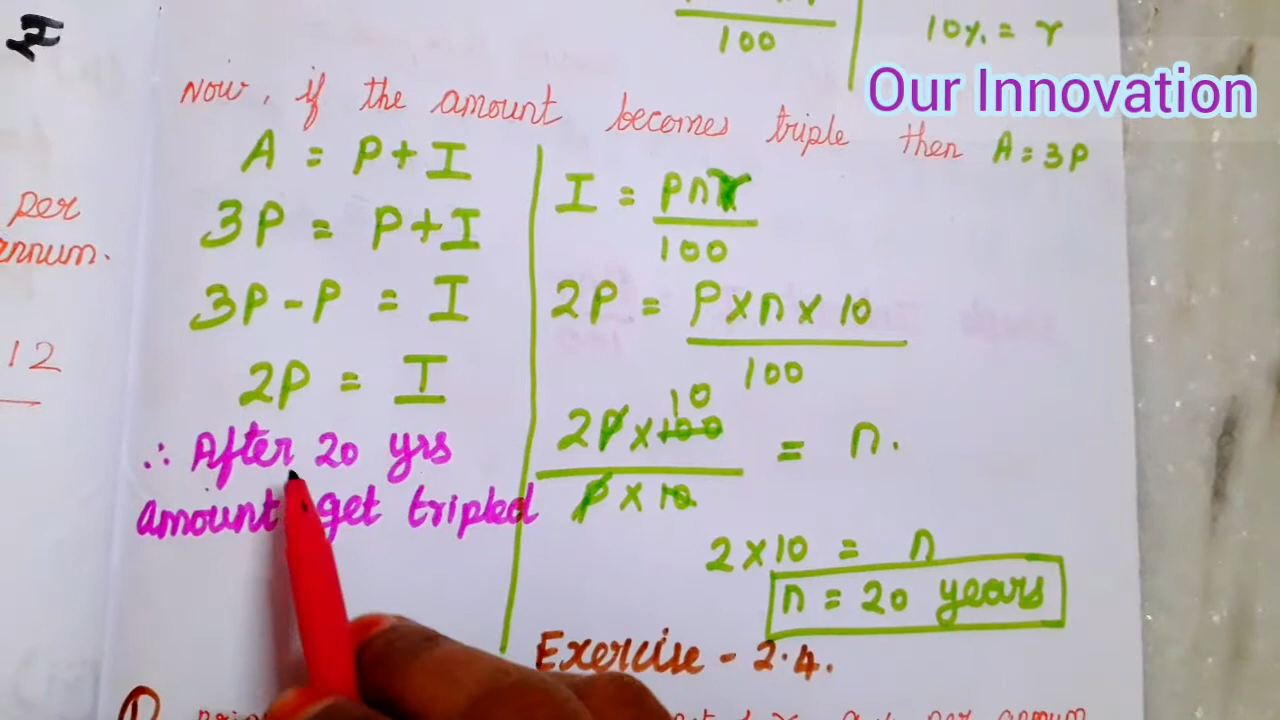 100
10% = r
Our Innovation
Now, if the amount becomes triple then A = 3P
A = P + I
3P = P + I
3P - P = I
2P = I
∴ After 20 yrs
amount get tripled
I = Pnr
100
2P = P × n × 10
100
10
2P × 100 = n.
P × 10
2 × 10 = n
n = 20 years
Exercise - 2.4.
per
annum.
12